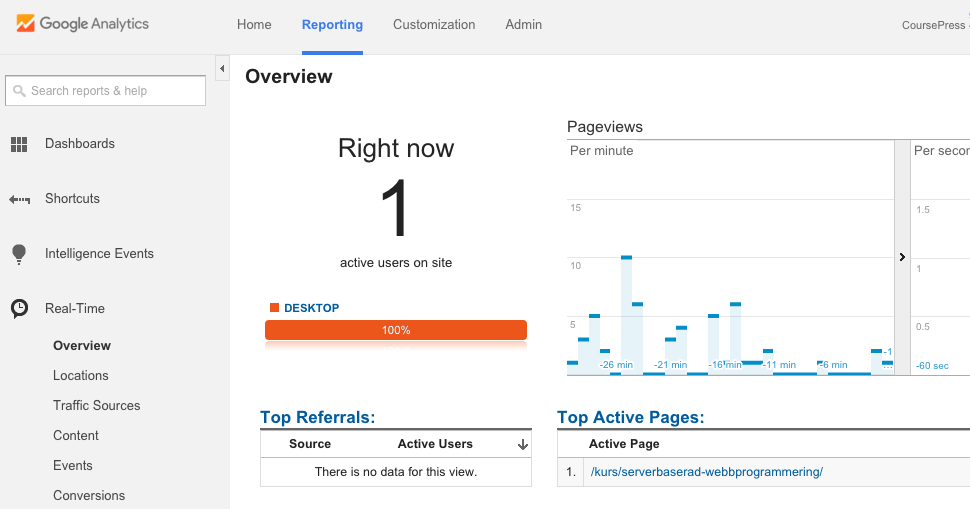 Google Analytics
Home Reporting Customization Admin
CoursePress
Search reports & help
Dashboards
Shortcuts
Intelligence Events
Real-Time
Overview
Locations
Traffic Sources
Content
Events
Conversions
Overview
Right now
1
active users on site
DESKTOP
100%
Pageviews
Per minute
15
10
5
-26 min -21 min -16 min -11 min -6 min -1
...
Per secon
1.5
1
0.5
-60 sec
Top Referrals:
Source Active Users
There is no data for this view.
Top Active Pages:
Active Page
1. /kurs/serverbaserad-webbprogrammering/